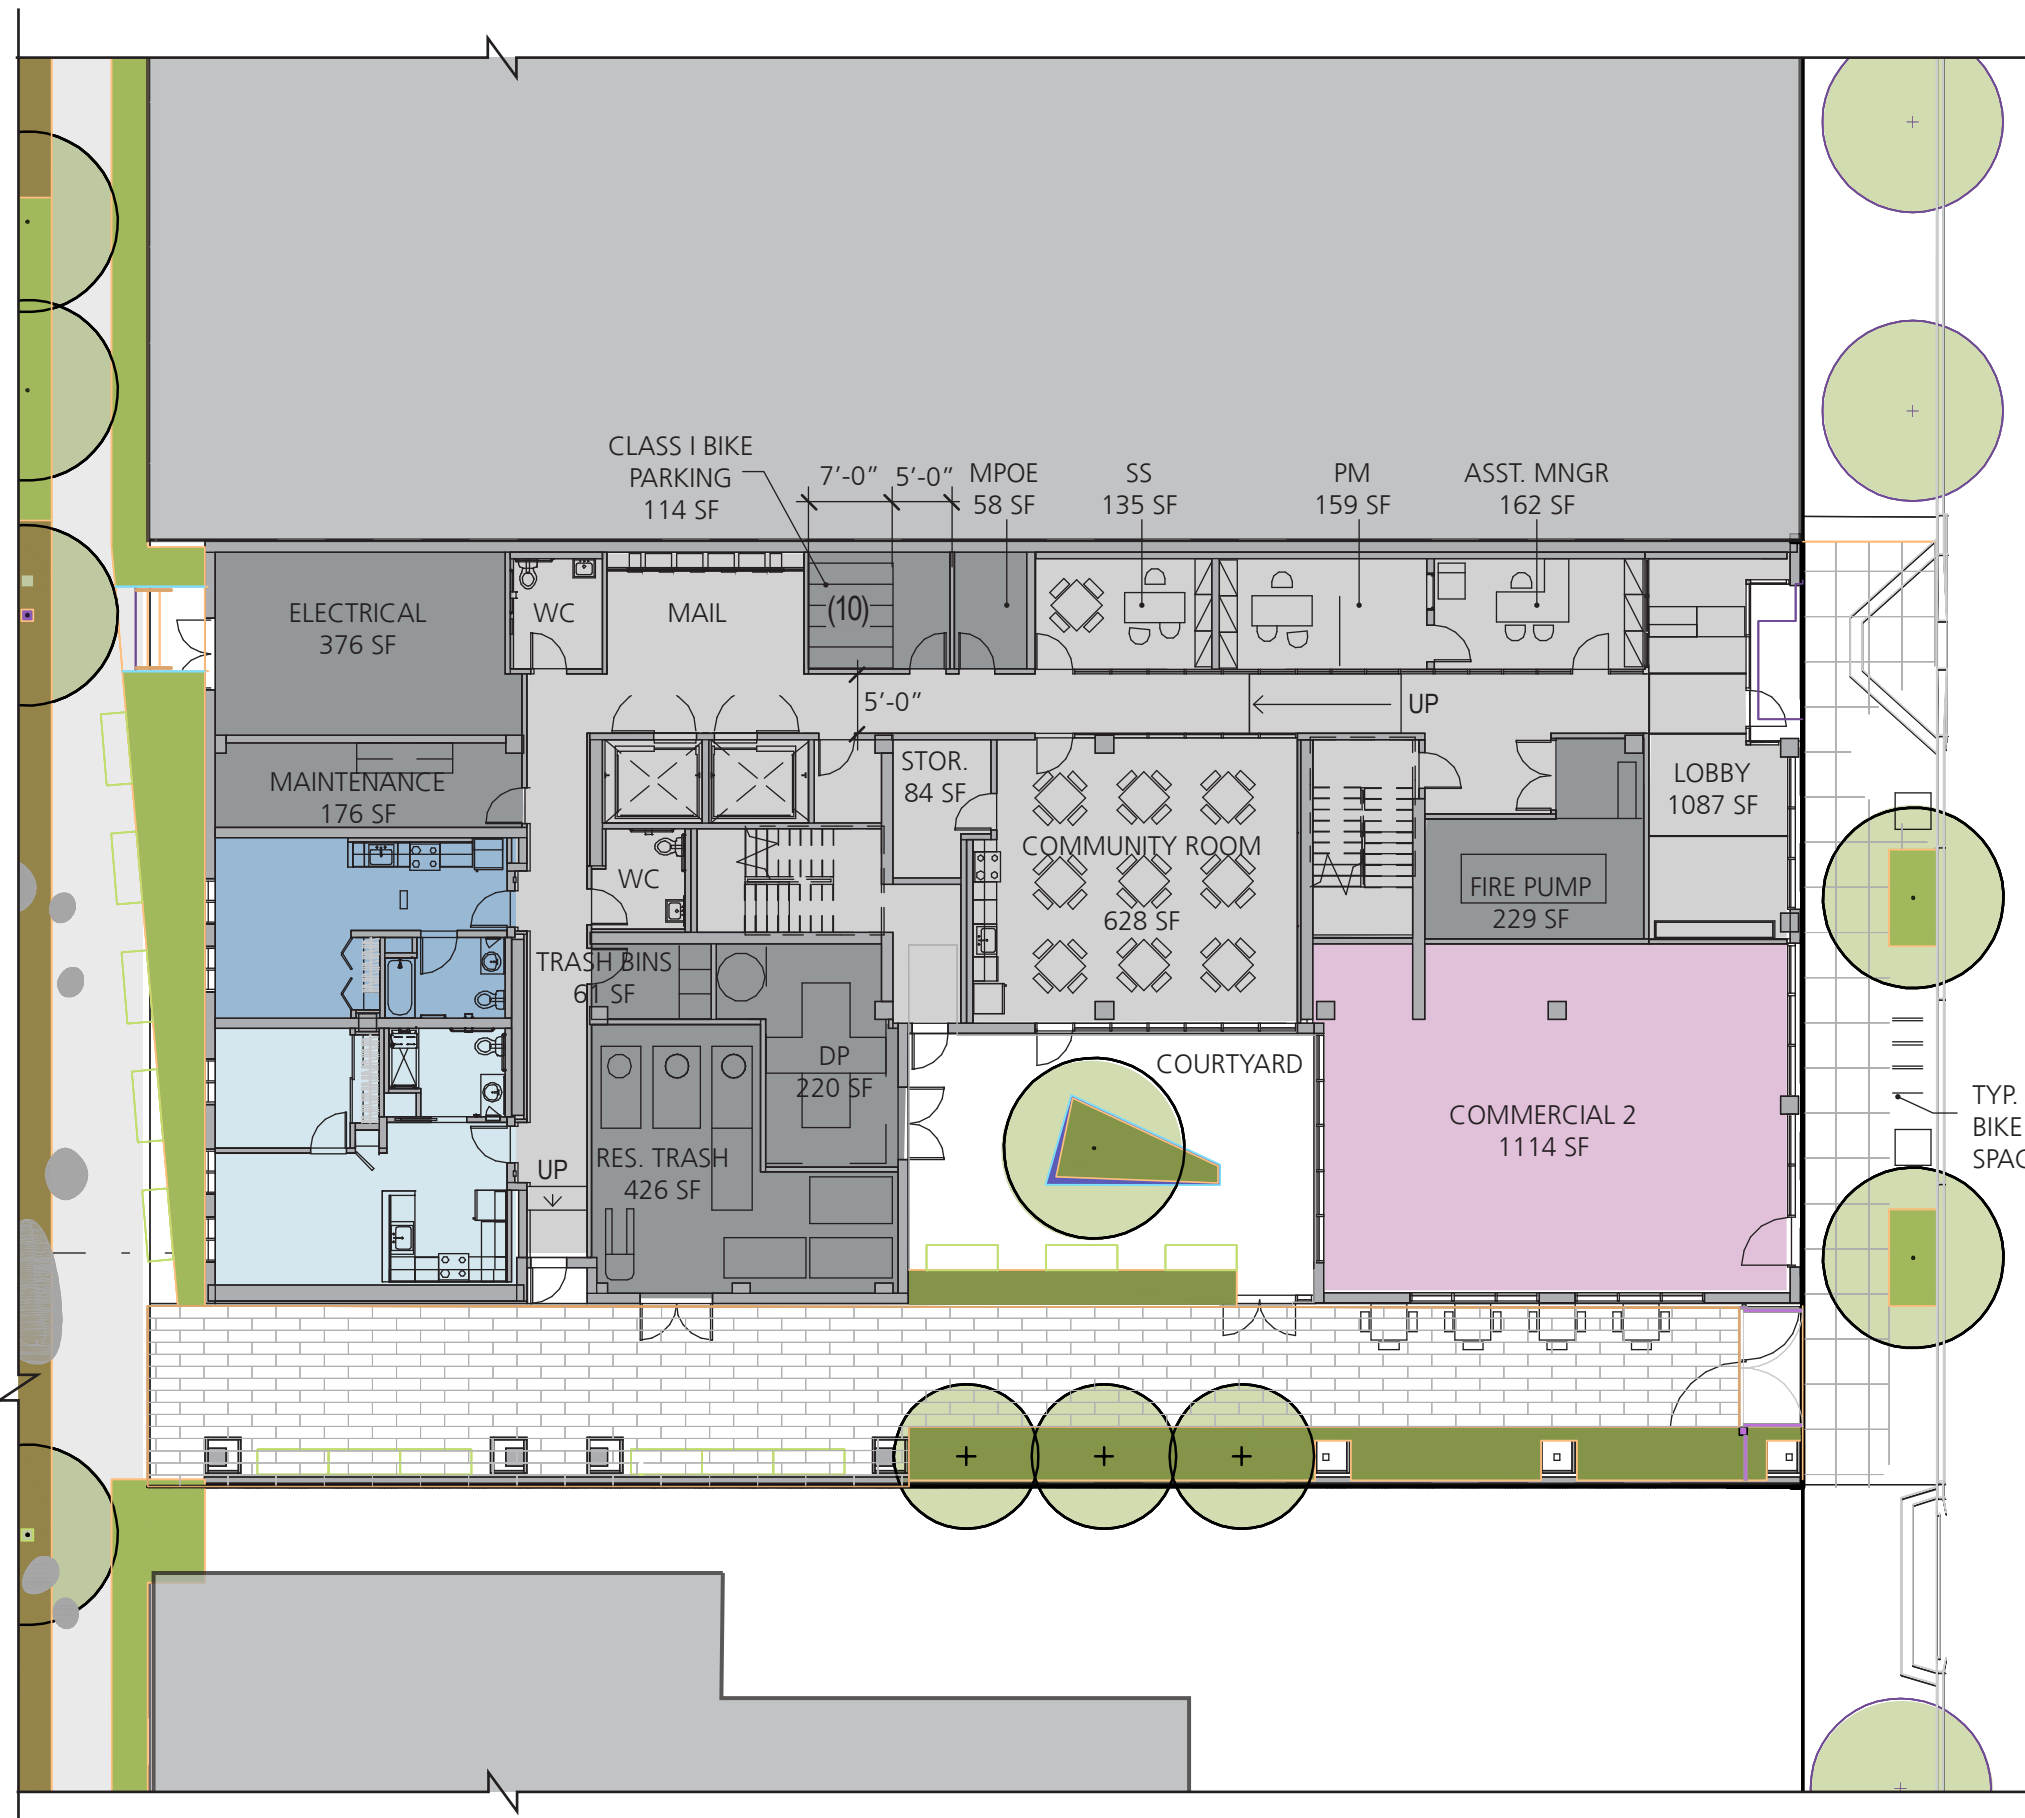 CLASS I BIKE
PARKING
114 SF
7’-0”
5’-0”
MPOE
58 SF
SS
135 SF
PM
159 SF
ASST. MNGR
162 SF
ELECTRICAL
376 SF
WC
MAIL
(10)
5’-0”
UP
MAINTENANCE
176 SF
STOR.
84 SF
LOBBY
1087 SF
COMMUNITY ROOM
628 SF
WC
FIRE PUMP
229 SF
TRASH BINS
61 SF
DP
220 SF
COURTYARD
COMMERCIAL 2
1114 SF
TYP.
BIKE
SPAC
UP
RES. TRASH
426 SF